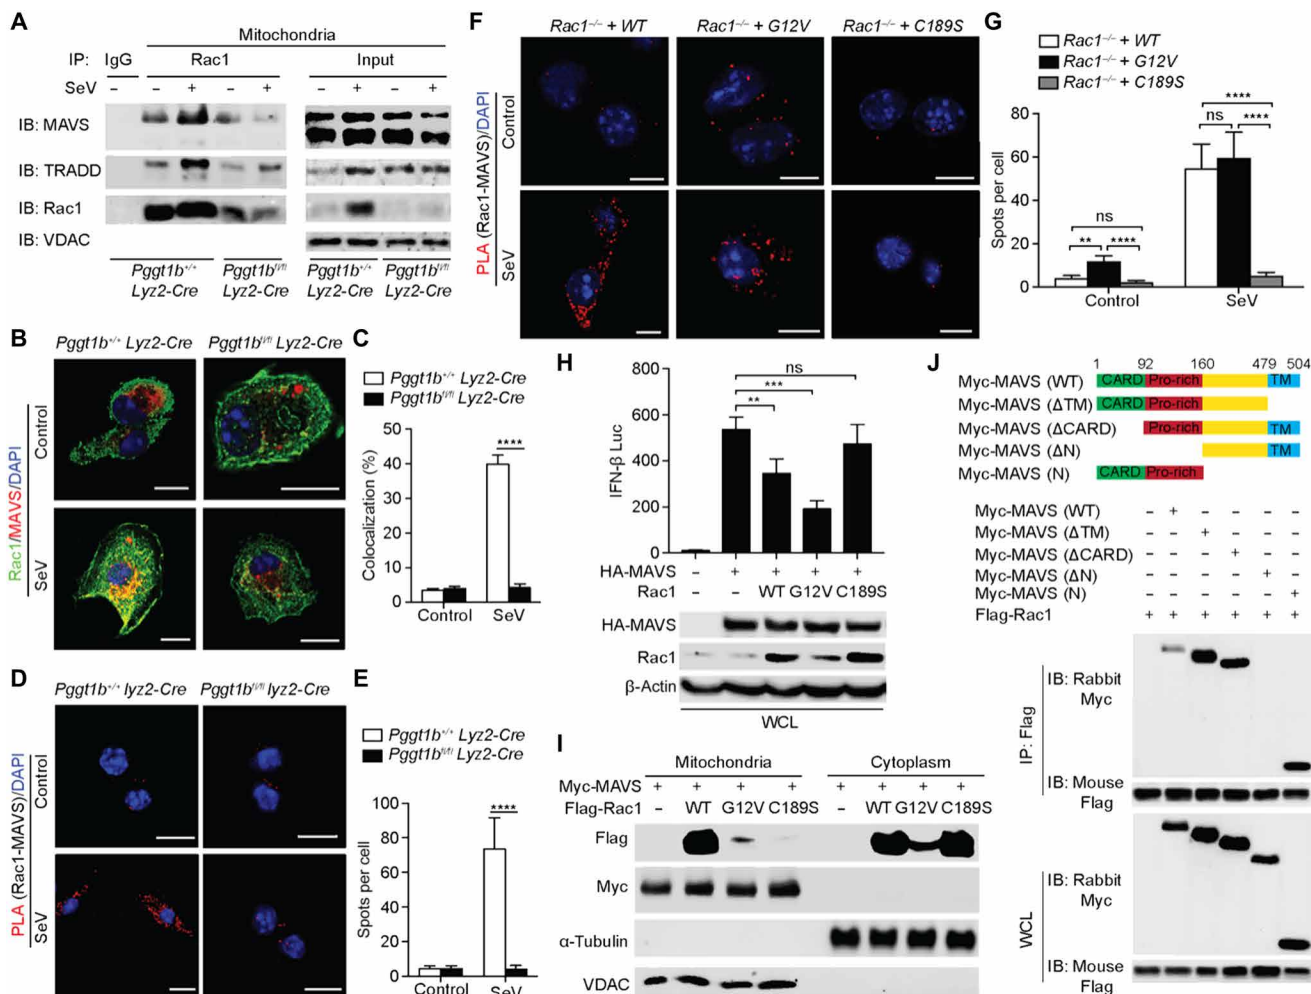 A
Mitochondria
IP: IgG Rac1 Input
SeV – – + – + – + – +
IB: MAVS
IB: TRADD
IB: Rac1
IB: VDAC
Pggt1b+/+ Pggt1bfl/fl Pggt1b+/+ Pggt1bfl/fl
Lyz2-Cre Lyz2-Cre Lyz2-Cre Lyz2-Cre
B
Pggt1b+/+ Lyz2-Cre Pggt1bfl/fl Lyz2-Cre
Rac1/MAVS/DAPI
Control
SeV
C
Pggt1b+/+ Lyz2-Cre
Pggt1bfl/fl Lyz2-Cre
Colocalization (%)
50
40
30
20
10
0
****
Control SeV
D
Pggt1b+/+ lyz2-Cre Pggt1bfl/fl lyz2-Cre
PLA (Rac1-MAVS)/DAPI
Control
SeV
E
Pggt1b+/+ Lyz2-Cre
Pggt1bfl/fl Lyz2-Cre
Spots per cell
100
80
60
40
20
0
****
Control SeV
F
Rac1–/– + WT Rac1–/– + G12V Rac1–/– + C189S
PLA (Rac1-MAVS)/DAPI
Control
SeV
G
Rac1–/– + WT
Rac1–/– + G12V
Rac1–/– + C189S
Spots per cell
80
60
40
20
0
****
ns ****
ns
** ****
Control SeV
H
IFN-β Luc
800
600
400
200
0
ns
***
**
HA-MAVS – + + + +
Rac1 – – WT G12V C189S
HA-MAVS
Rac1
β-Actin
WCL
I
Mitochondria Cytoplasm
Myc-MAVS + + + + + + + +
Flag-Rac1 – WT G12V C189S – WT G12V C189S
Flag
Myc
α-Tubulin
VDAC
J
1 92 160 479 504
Myc-MAVS (WT) CARD Pro-rich TM
Myc-MAVS (ΔTM) CARD Pro-rich
Myc-MAVS (ΔCARD) Pro-rich TM
Myc-MAVS (ΔN) TM
Myc-MAVS (N) CARD Pro-rich
Myc-MAVS (WT) – + – – – –
Myc-MAVS (ΔTM) – – + – – –
Myc-MAVS (ΔCARD) – – – + – –
Myc-MAVS (ΔN) – – – – + –
Myc-MAVS (N) – – – – – +
Flag-Rac1 + + + + + +
IP: Flag
IB: Rabbit
Myc
IB: Mouse
Flag
WCL
IB: Rabbit
Myc
IB: Mouse
Flag